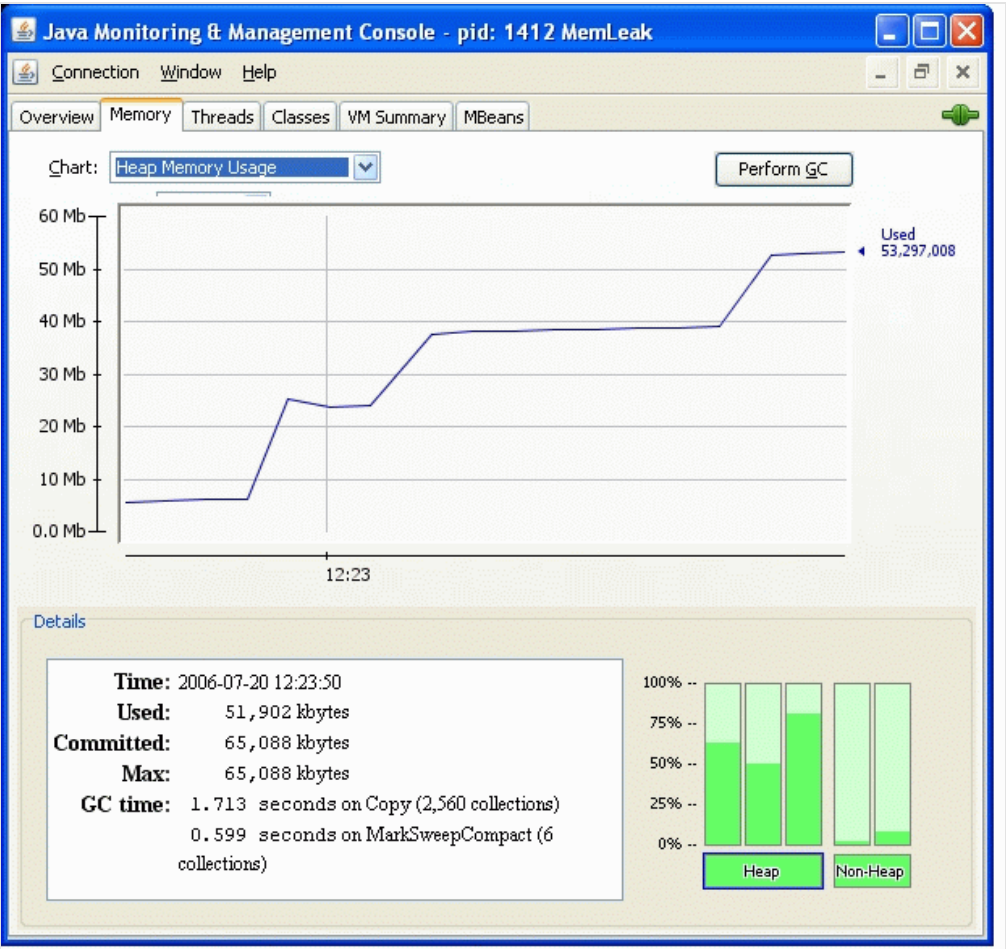 Java Monitoring & Management Console - pid: 1412 MemLeak
Connection Window Help
Overview Memory Threads Classes VM Summary MBeans
Chart: Heap Memory Usage
Perform GC
60 Mb
50 Mb
40 Mb
30 Mb
20 Mb
10 Mb
0.0 Mb
Used
53,297,008
12:23
Details
Time: 2006-07-20 12:23:50
Used: 51,902 kbytes
Committed: 65,088 kbytes
Max: 65,088 kbytes
GC time: 1.713 seconds on Copy (2,560 collections)
0.599 seconds on MarkSweepCompact (6
collections)
100% --
75% --
50% --
25% --
0% --
Heap
Non-Heap